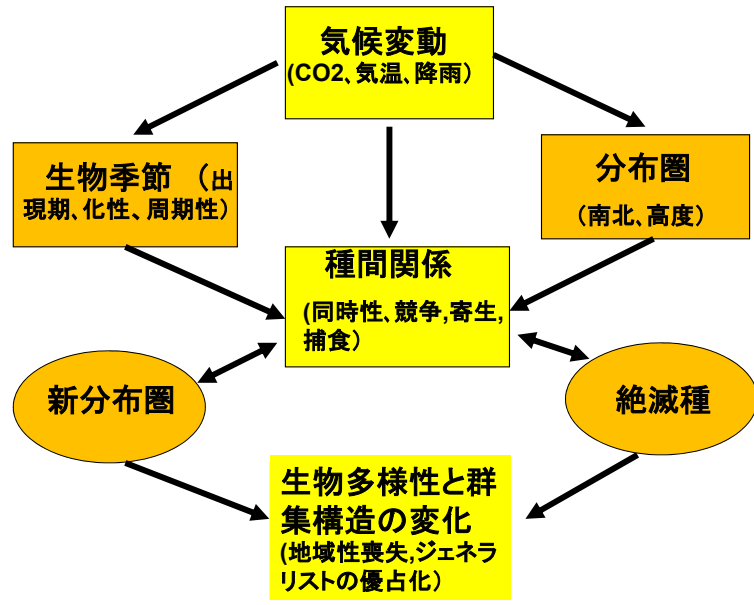 気候変動
(CO2、気温、降雨）
生物季節 （出
現期、化性、周期性）
分布圏
（南北、高度）
種間関係
(同時性、競争,寄生,
捕食）
新分布圏
絶滅種
生物多様性と群
集構造の変化
(地域性喪失,ジェネラ
リストの優占化）